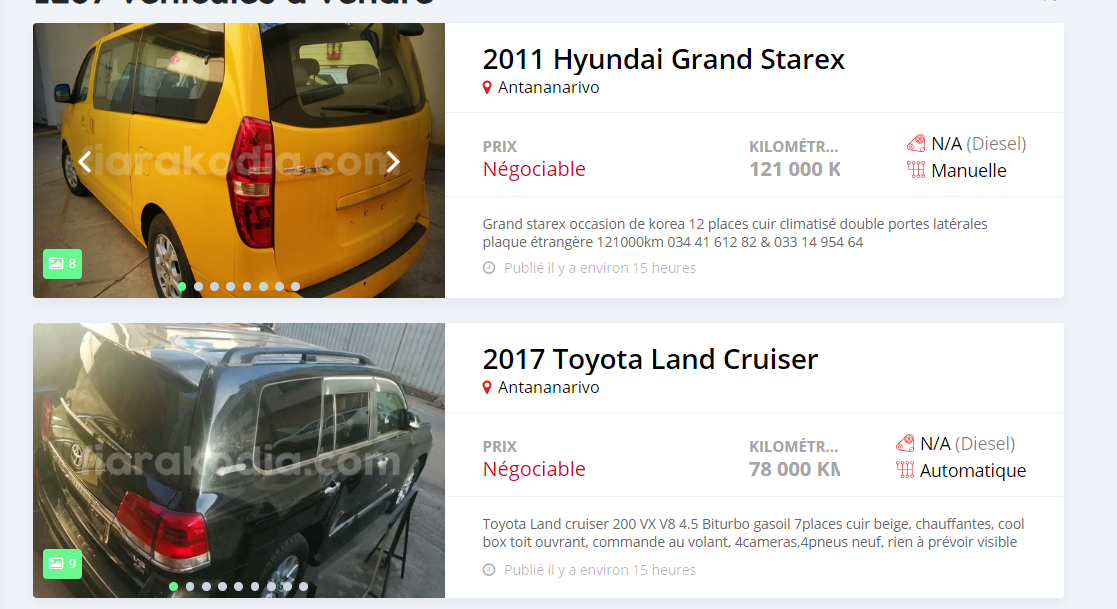 2011 Hyundai Grand Starex
Antananarivo
PRIX
Négociable
KILOMÉTR...
121 000 K
N/A (Diesel)
Manuelle
Grand starex occasion de korea 12 places cuir climatisé double portes latérales
plaque étrangère 121000km 034 41 612 82 & 033 14 954 64
Publié il y a environ 15 heures
fiarakodia.com
8
2017 Toyota Land Cruiser
Antananarivo
PRIX
Négociable
KILOMÉTR...
78 000 KM
N/A (Diesel)
Automatique
Toyota Land cruiser 200 VX V8 4.5 Biturbo gasoil 7places cuir beige, chauffantes, cool
box toit ouvrant, commande au volant, 4cameras,4pneus neuf, rien à prévoir visible
Publié il y a environ 15 heures
fiarakodia.com
9